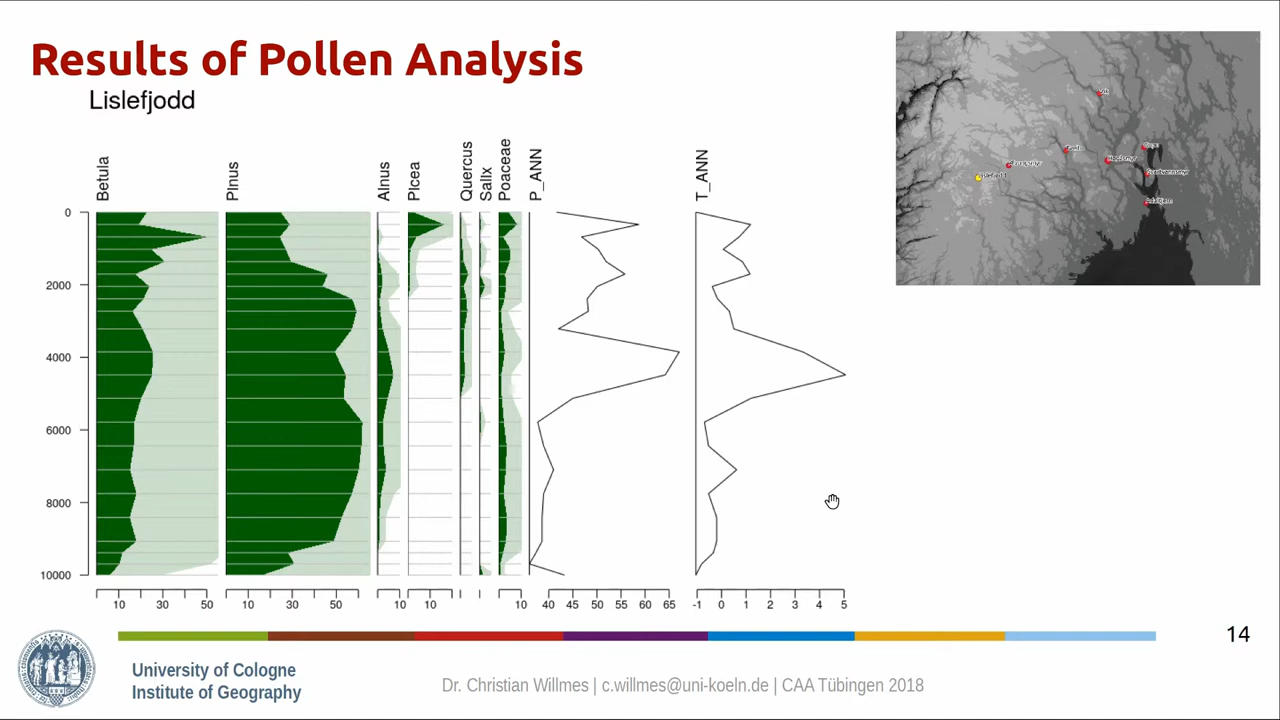 Results of Pollen Analysis
Lislefjodd
Betula
Pinus
Alnus
Picea
Quercus
Salix
Poaceae
P_ANN
T_ANN
0
2000
4000
6000
8000
10000
10 30 50
10 30 50
10
10
10
40 45 50 55 60 65
-1 0 1 2 3 4 5
14
University of Cologne
Institute of Geography
Dr. Christian Willmes | c.willmes@uni-koeln.de | CAA Tübingen 2018